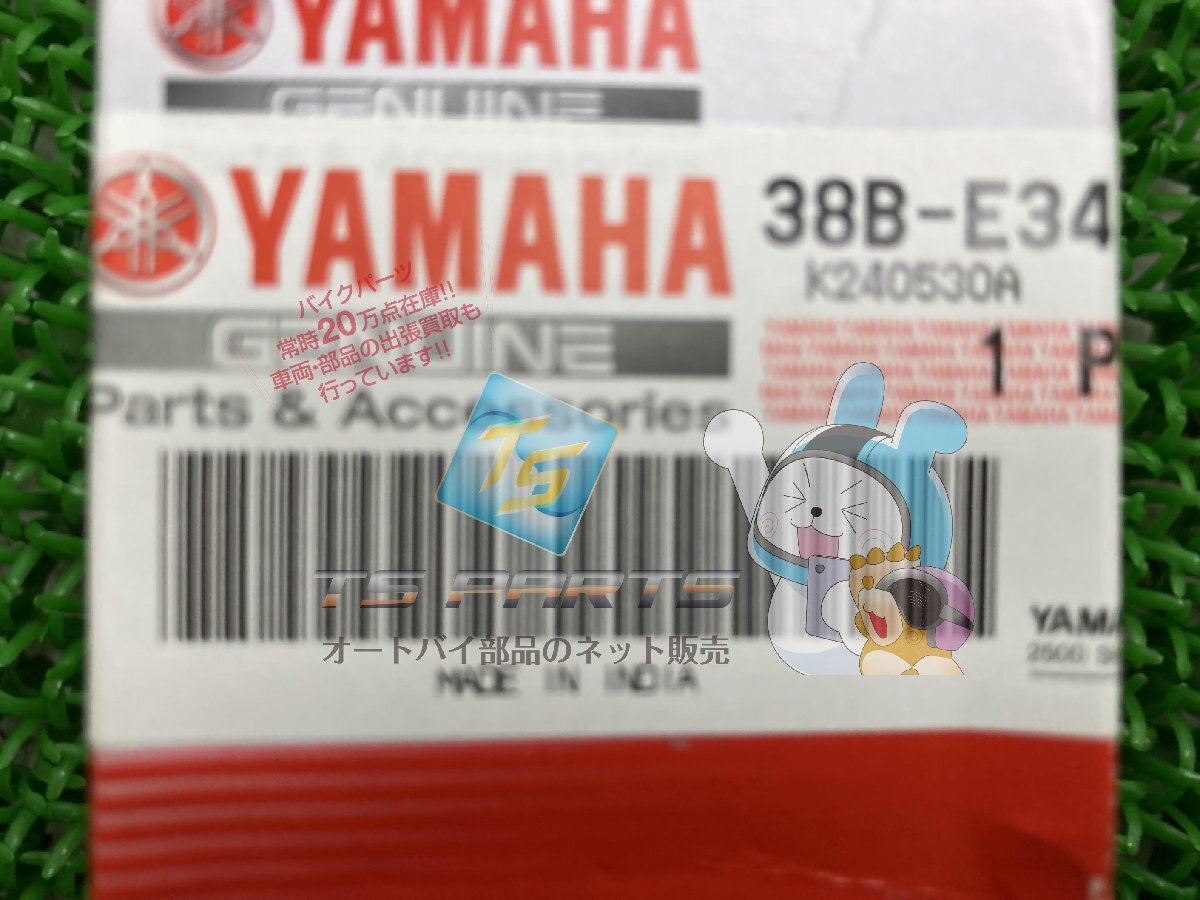 YAMAHA
GENUINE
YAMAHA
38B-E34
K240530A
バイクパーツ
常時20万点在庫!!
車両・部品の出張買取も
行っています!!
GENUINE
1 P
Parts & Accessories
TS
TS PARTS
オートバイ部品のネット販売
YAMA
2500 S
MADE IN INDIA